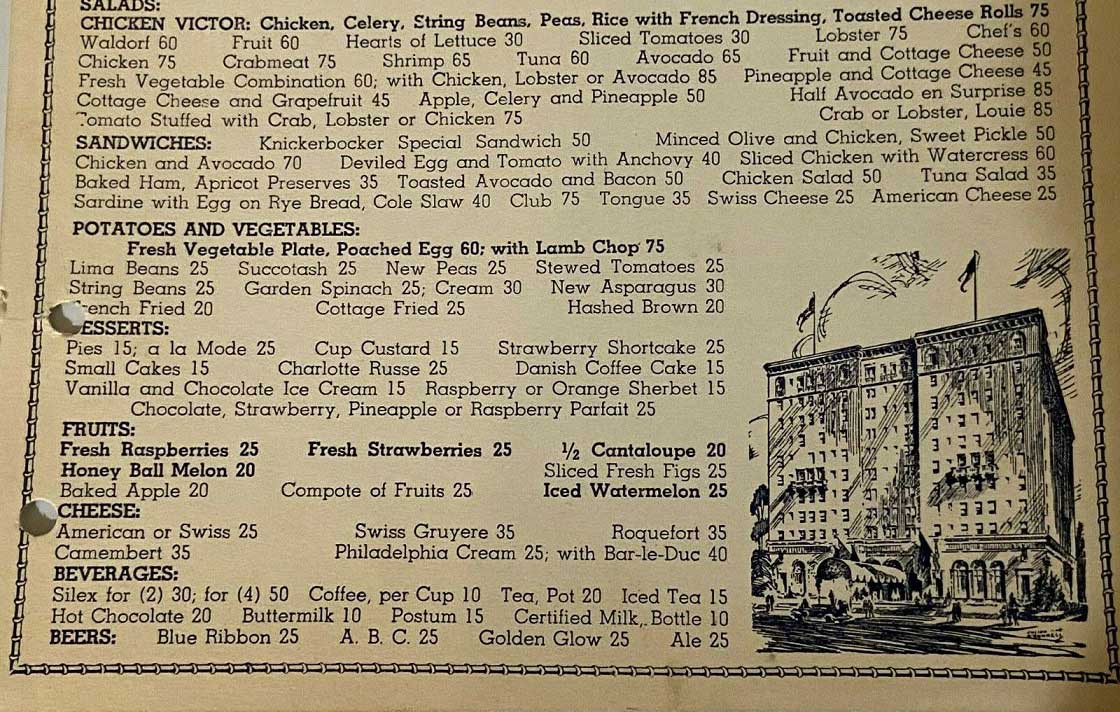 SALADS:
CHICKEN VICTOR: Chicken, Celery, String Beans, Peas, Rice with French Dressing, Toasted Cheese Rolls 75
Waldorf 60 Fruit 60 Hearts of Lettuce 30 Sliced Tomatoes 30 Lobster 75 Chef's 60
Chicken 75 Crabmeat 75 Shrimp 65 Tuna 60 Avocado 65 Fruit and Cottage Cheese 50
Fresh Vegetable Combination 60; with Chicken, Lobster or Avocado 85 Pineapple and Cottage Cheese 45
Cottage Cheese and Grapefruit 45 Apple, Celery and Pineapple 50 Half Avocado en Surprise 85
Tomato Stuffed with Crab, Lobster or Chicken 75 Crab or Lobster, Louie 85
SANDWICHES: Knickerbocker Special Sandwich 50 Minced Olive and Chicken, Sweet Pickle 50
Chicken and Avocado 70 Deviled Egg and Tomato with Anchovy 40 Sliced Chicken with Watercress 60
Baked Ham, Apricot Preserves 35 Toasted Avocado and Bacon 50 Chicken Salad 50 Tuna Salad 35
Sardine with Egg on Rye Bread, Cole Slaw 40 Club 75 Tongue 35 Swiss Cheese 25 American Cheese 25
POTATOES AND VEGETABLES:
Fresh Vegetable Plate, Poached Egg 60; with Lamb Chop 75
Lima Beans 25 Succotash 25 New Peas 25 Stewed Tomatoes 25
String Beans 25 Garden Spinach 25; Cream 30 New Asparagus 30
French Fried 20 Cottage Fried 25 Hashed Brown 20
DESSERTS:
Pies 15; a la Mode 25 Cup Custard 15 Strawberry Shortcake 25
Small Cakes 15 Charlotte Russe 25 Danish Coffee Cake 15
Vanilla and Chocolate Ice Cream 15 Raspberry or Orange Sherbet 15
Chocolate, Strawberry, Pineapple or Raspberry Parfait 25
FRUITS:
Fresh Raspberries 25 Fresh Strawberries 25 ½ Cantaloupe 20
Honey Ball Melon 20 Sliced Fresh Figs 25
Baked Apple 20 Compote of Fruits 25 Iced Watermelon 25
CHEESE:
American or Swiss 25 Swiss Gruyere 35 Roquefort 35
Camembert 35 Philadelphia Cream 25; with Bar-le-Duc 40
BEVERAGES:
Silex for (2) 30; for (4) 50 Coffee, per Cup 10 Tea, Pot 20 Iced Tea 15
Hot Chocolate 20 Buttermilk 10 Postum 15 Certified Milk, Bottle 10
BEERS: Blue Ribbon 25 A. B. C. 25 Golden Glow 25 Ale 25